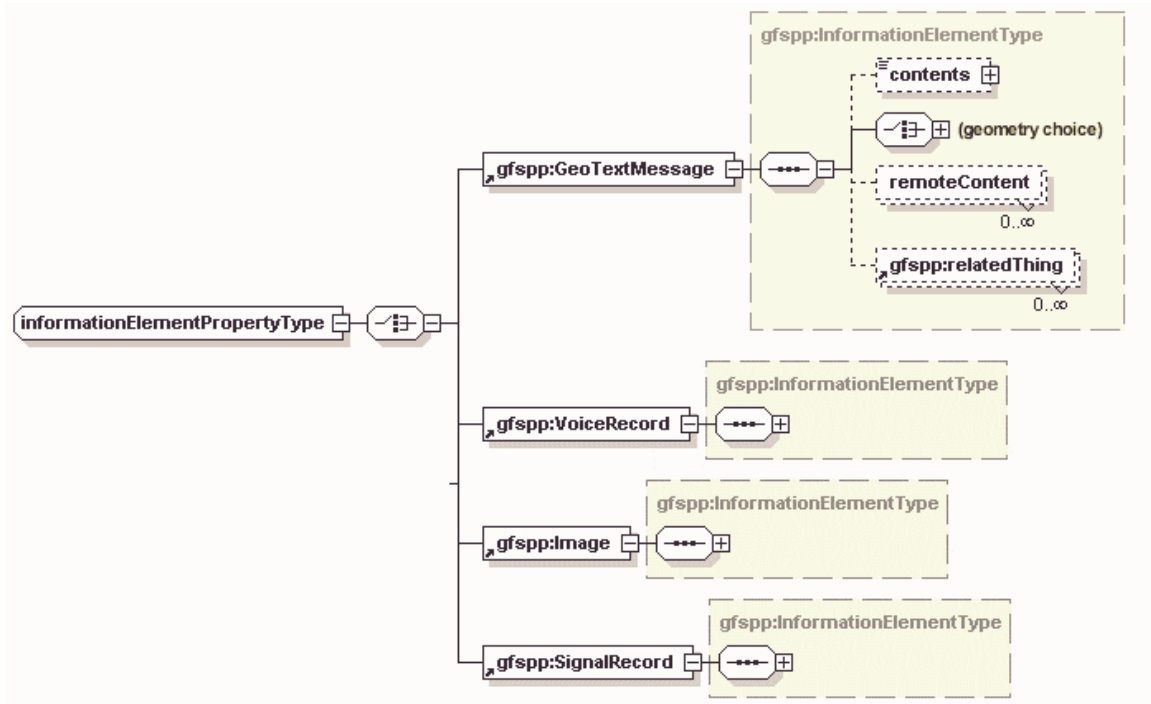 gfspp:InformationElementType
contents
(geometry choice)
gfspp:GeoTextMessage
remoteContent
0..∞
gfspp:relatedThing
0..∞
informationElementPropertyType
gfspp:InformationElementType
gfspp:VoiceRecord
gfspp:InformationElementType
gfspp:Image
gfspp:InformationElementType
gfspp:SignalRecord